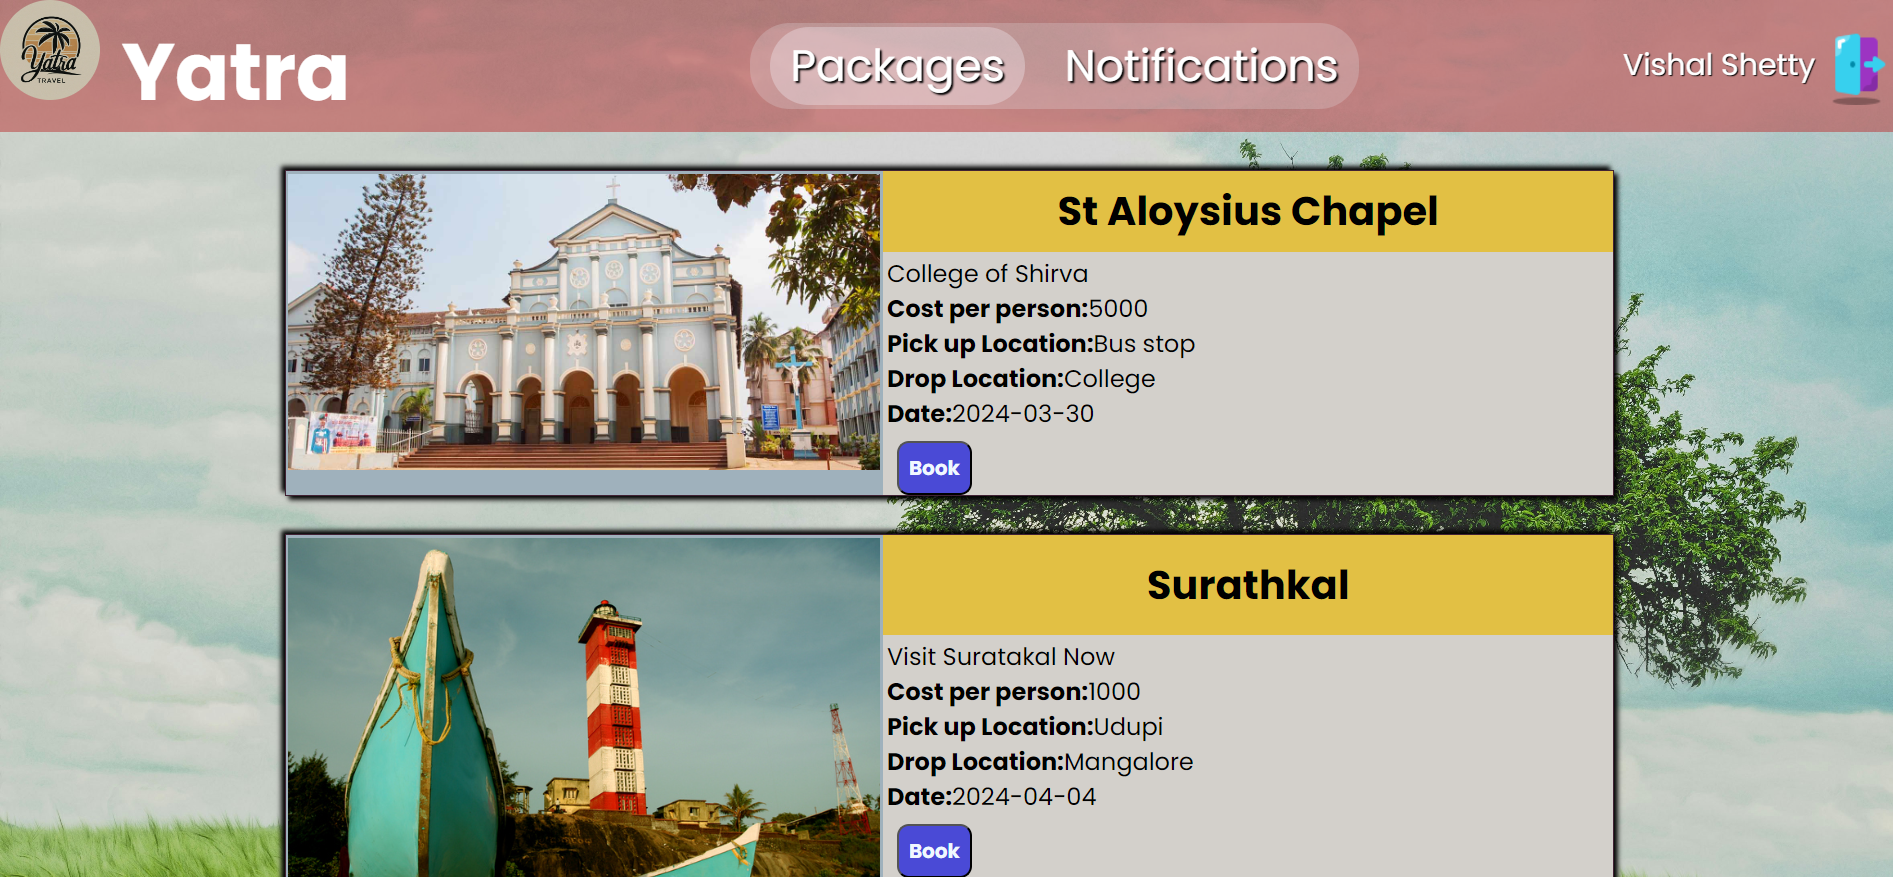 Yatra
TRAVEL
Yatra
Packages
Notifications
Vishal Shetty
St Aloysius Chapel
College of Shirva
Cost per person:5000
Pick up Location:Bus stop
Drop Location:College
Date:2024-03-30
Book
Surathkal
Visit Suratakal Now
Cost per person:1000
Pick up Location:Udupi
Drop Location:Mangalore
Date:2024-04-04
Book